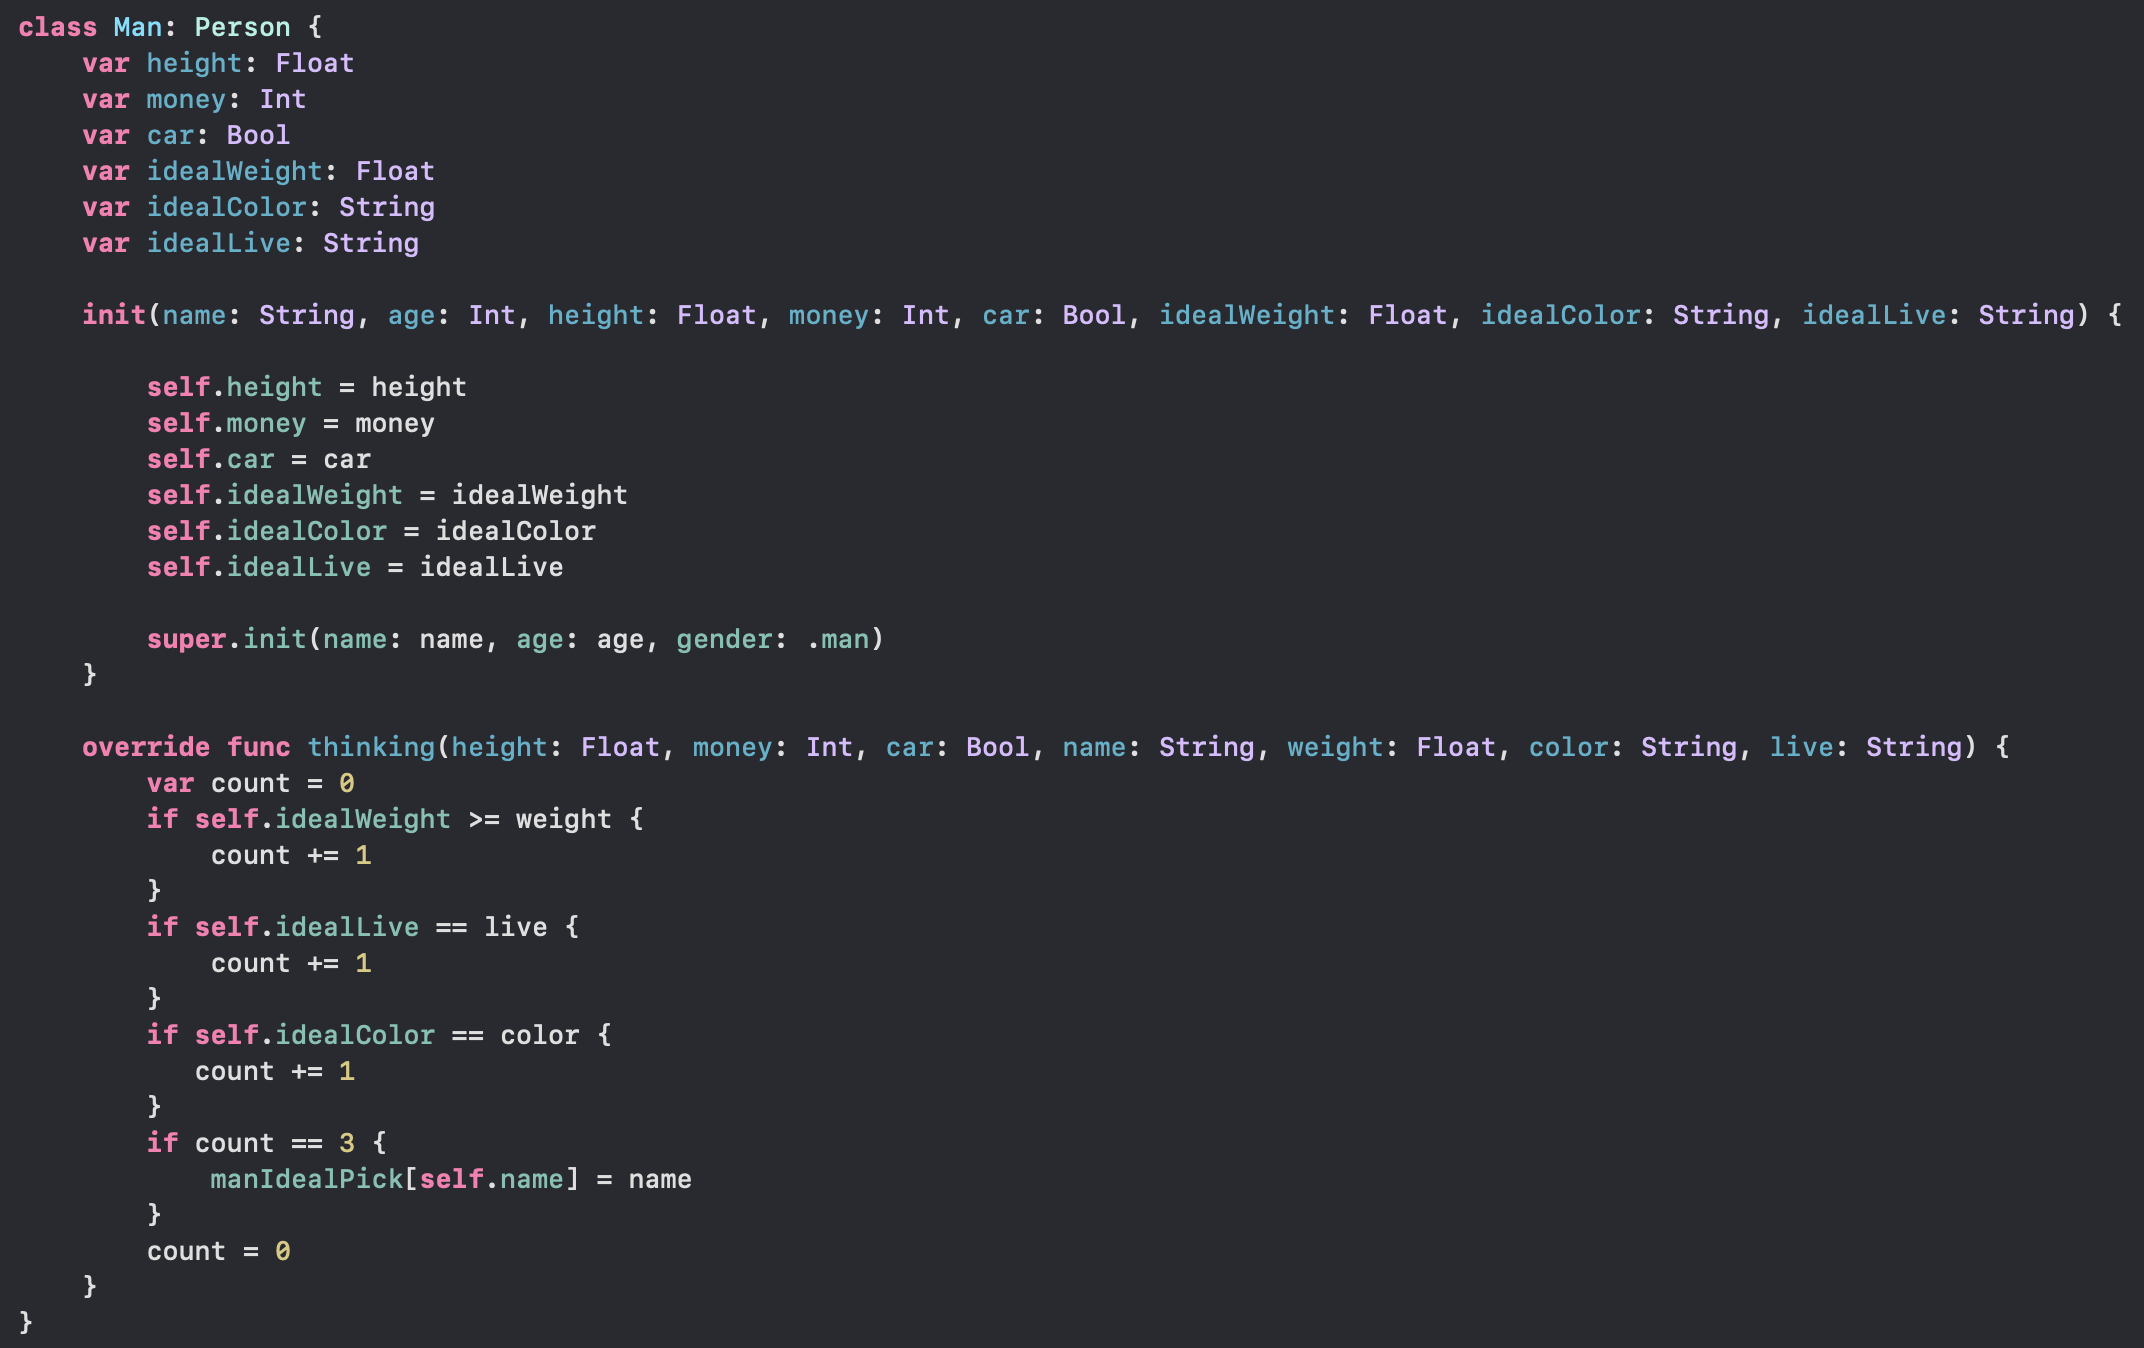 class Man: Person {
    var height: Float
    var money: Int
    var car: Bool
    var idealWeight: Float
    var idealColor: String
    var idealLive: String

    init(name: String, age: Int, height: Float, money: Int, car: Bool, idealWeight: Float, idealColor: String, idealLive: String) {

        self.height = height
        self.money = money
        self.car = car
        self.idealWeight = idealWeight
        self.idealColor = idealColor
        self.idealLive = idealLive

        super.init(name: name, age: age, gender: .man)
    }

    override func thinking(height: Float, money: Int, car: Bool, name: String, weight: Float, color: String, live: String) {
        var count = 0
        if self.idealWeight >= weight {
            count += 1
        }
        if self.idealLive == live {
            count += 1
        }
        if self.idealColor == color {
           count += 1
        }
        if count == 3 {
            manIdealPick[self.name] = name
        }
        count = 0
    }
}